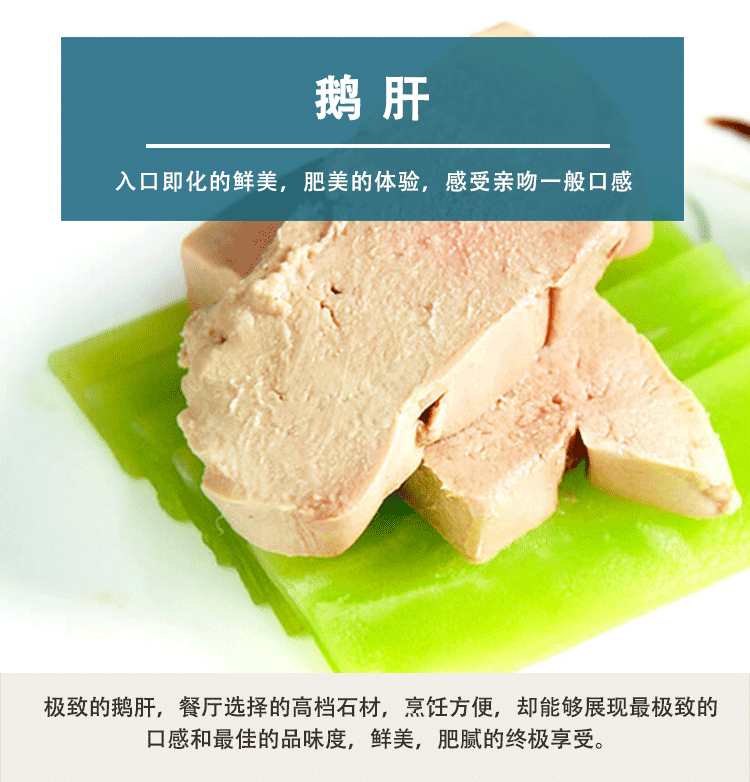 鹅 肝
入口即化的鲜美，肥美的体验，感受亲吻一般口感
极致的鹅肝，餐厅选择的高档石材，烹饪方便，却能够展现最极致的
口感和最佳的品味度，鲜美，肥腻的终极享受。